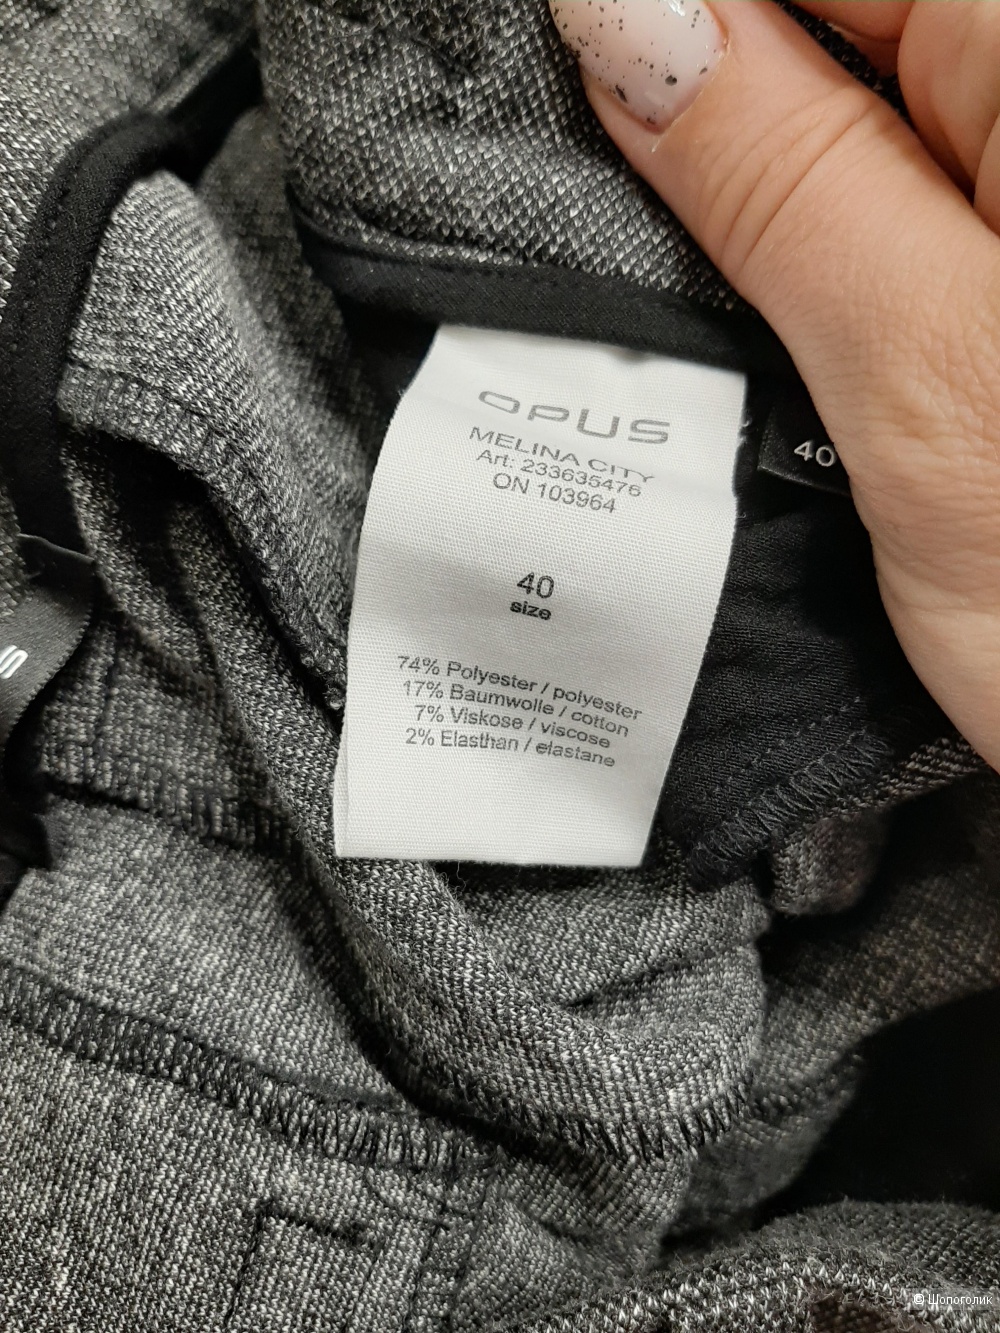 OPUS
MELINA CITY
Art: 233635476
ON 103964
40
size
74% Polyester / polyester
17% Baumwolle / cotton
7% Viskose / viscose
2% Elasthan / elastane
40
S
© Шопоголик